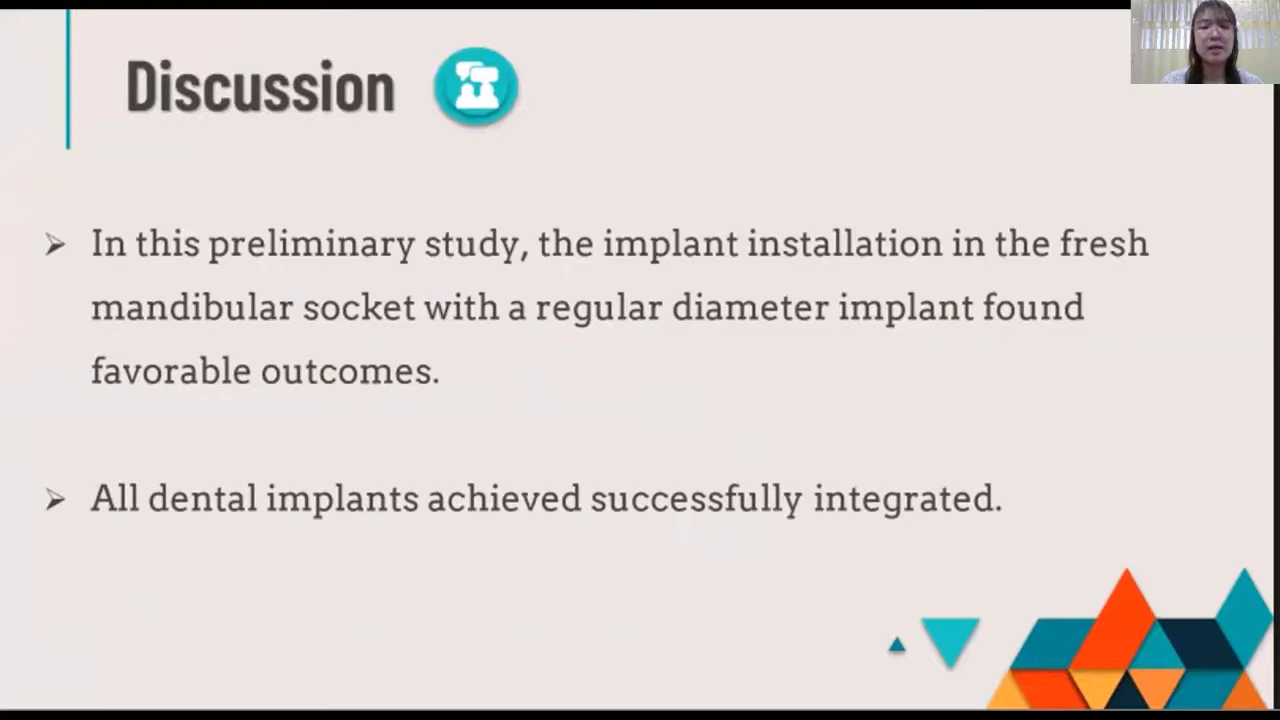 Discussion
➢ In this preliminary study, the implant installation in the fresh
mandibular socket with a regular diameter implant found
favorable outcomes.
➢ All dental implants achieved successfully integrated.